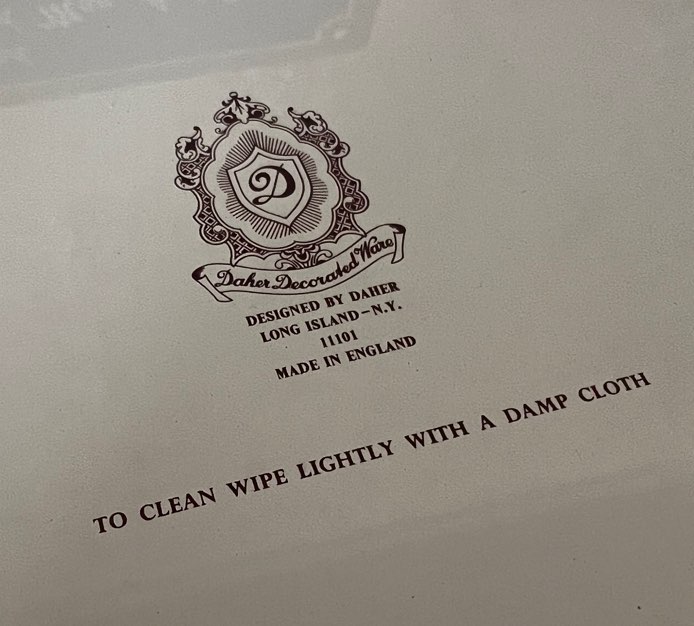 D
Daher Decorated Ware
DESIGNED BY DAHER
LONG ISLAND–N.Y.
11101
MADE IN ENGLAND
TO CLEAN WIPE LIGHTLY WITH A DAMP CLOTH